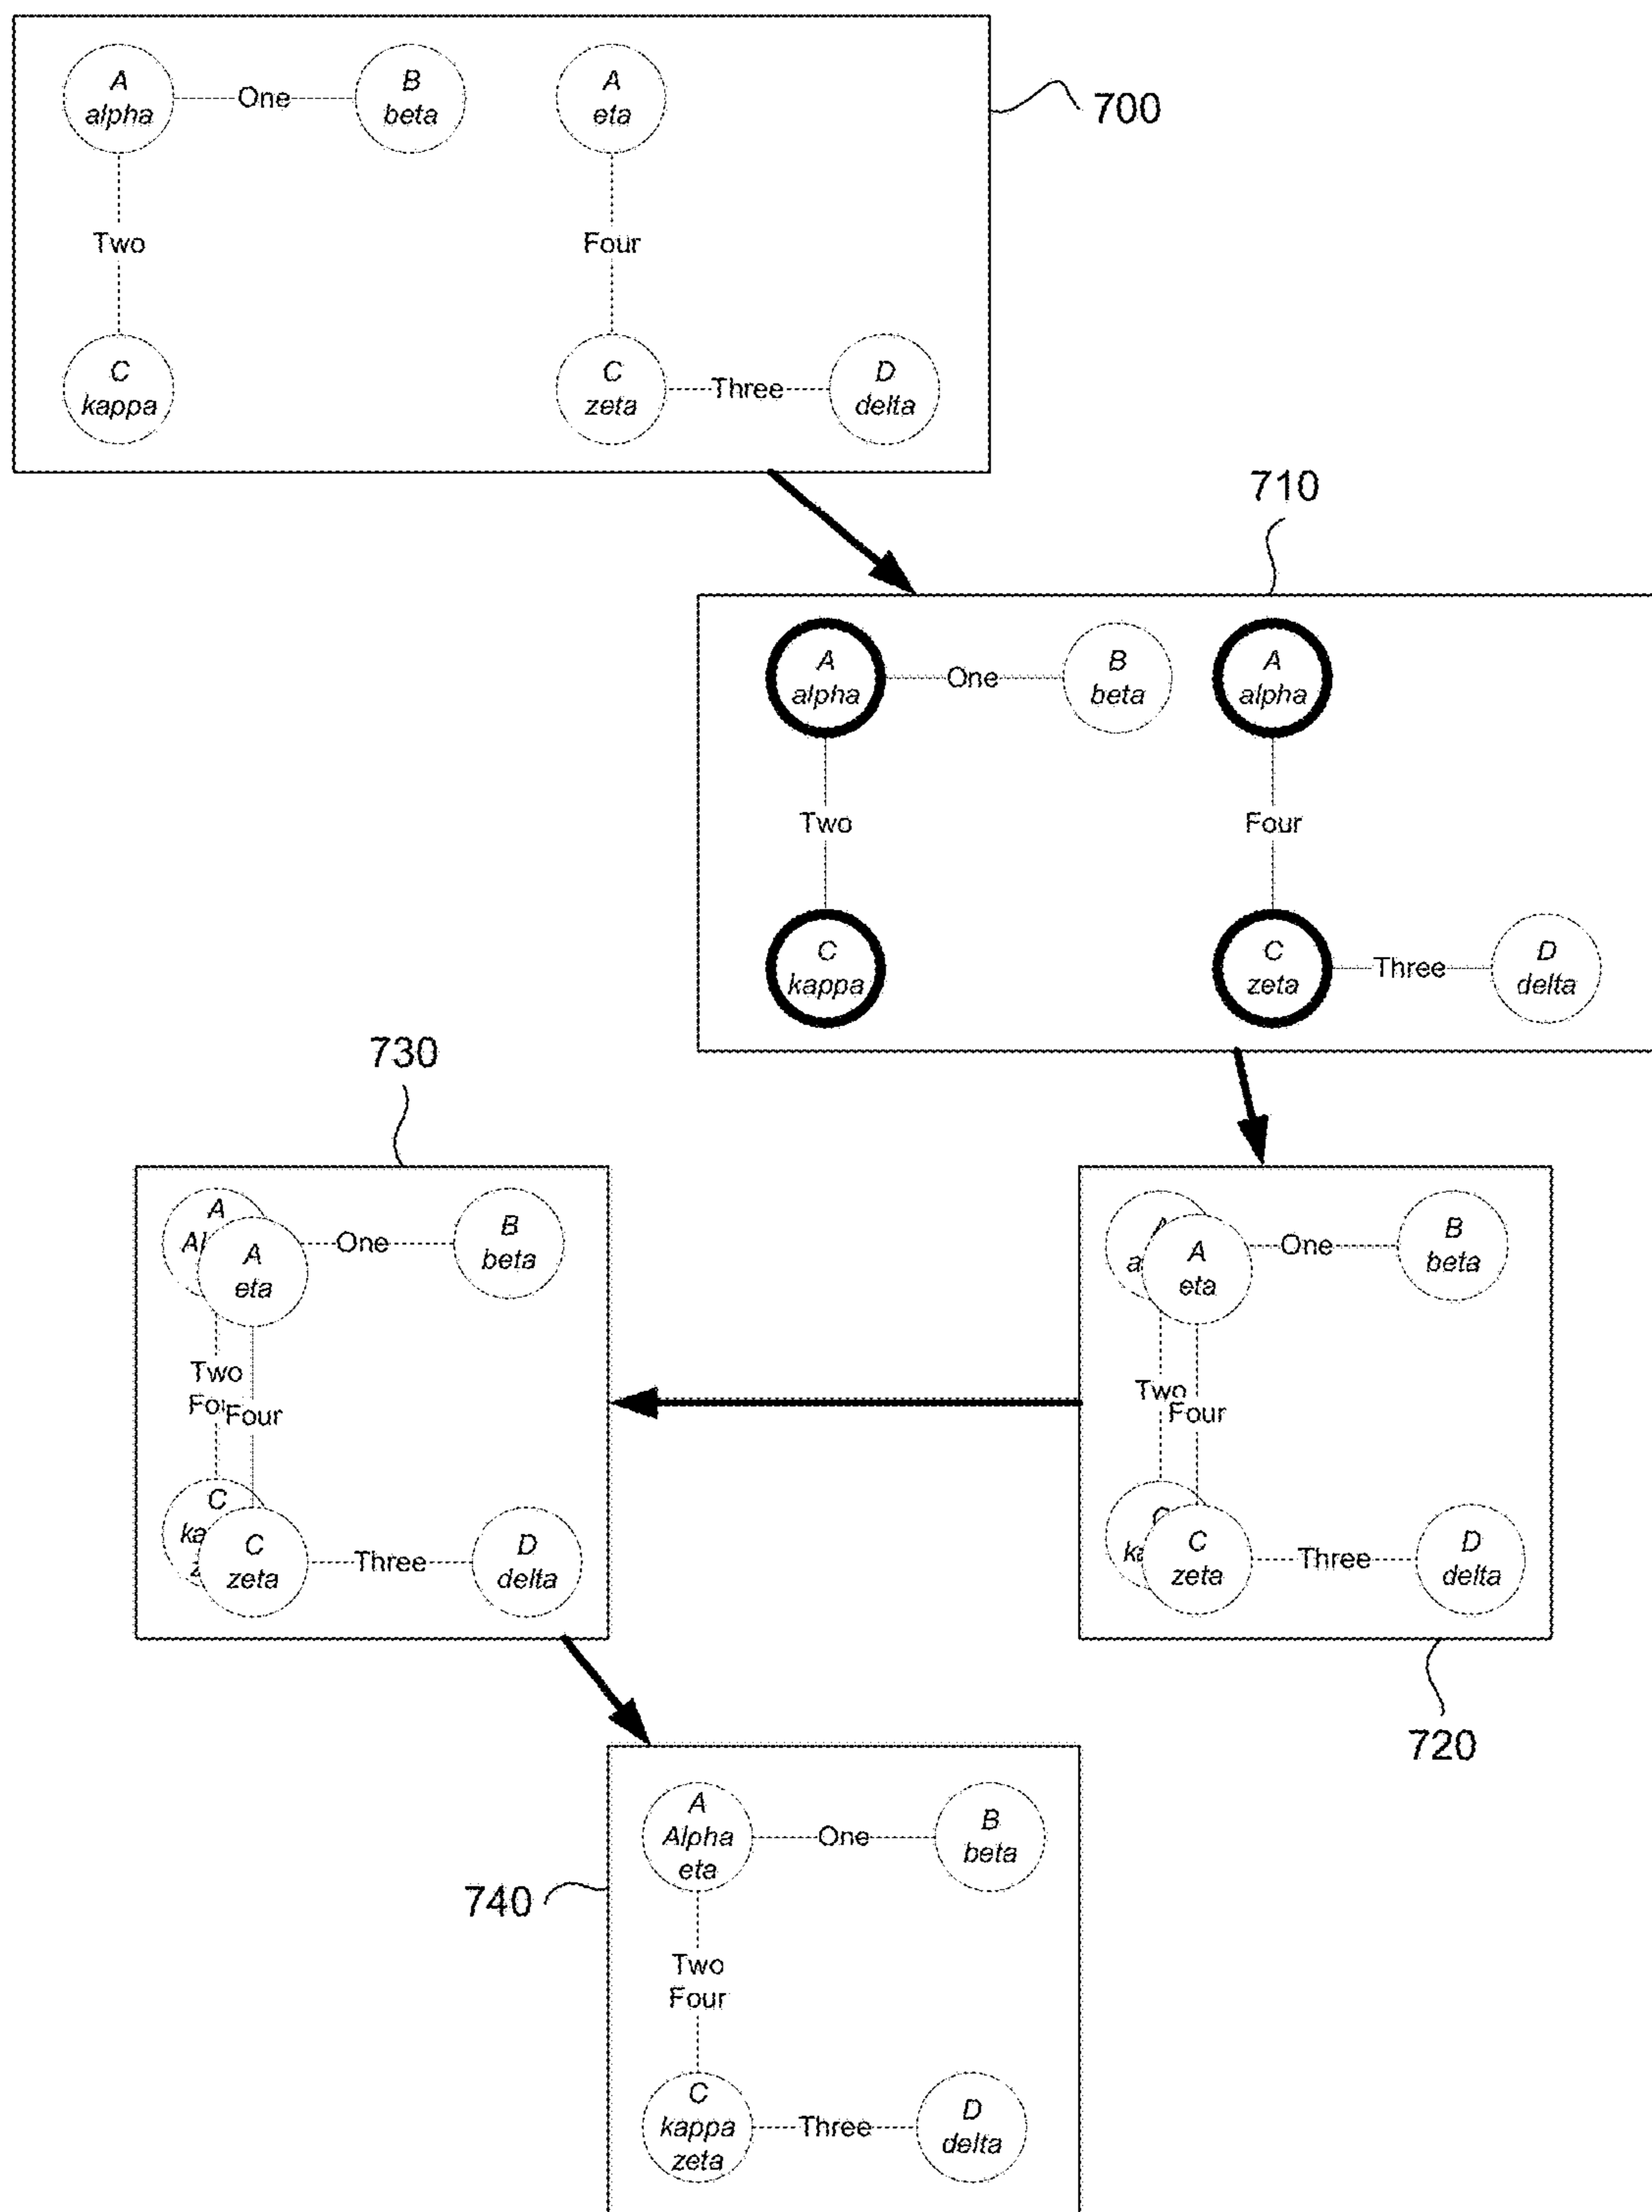 A
alpha
One
B
beta
A
eta
700
Two
Four
C
kappa
C
zeta
Three
D
delta
710
A
alpha
One
B
beta
A
alpha
Two
Four
C
kappa
C
zeta
Three
D
delta
730
A
A
eta
One
B
beta
Two
Four
C
C
zeta
Three
D
delta
A
eta
One
B
beta
Two
Four
C
zeta
Three
D
delta
720
A
Alpha
eta
One
B
beta
740
Two
Four
C
kappa
zeta
Three
D
delta